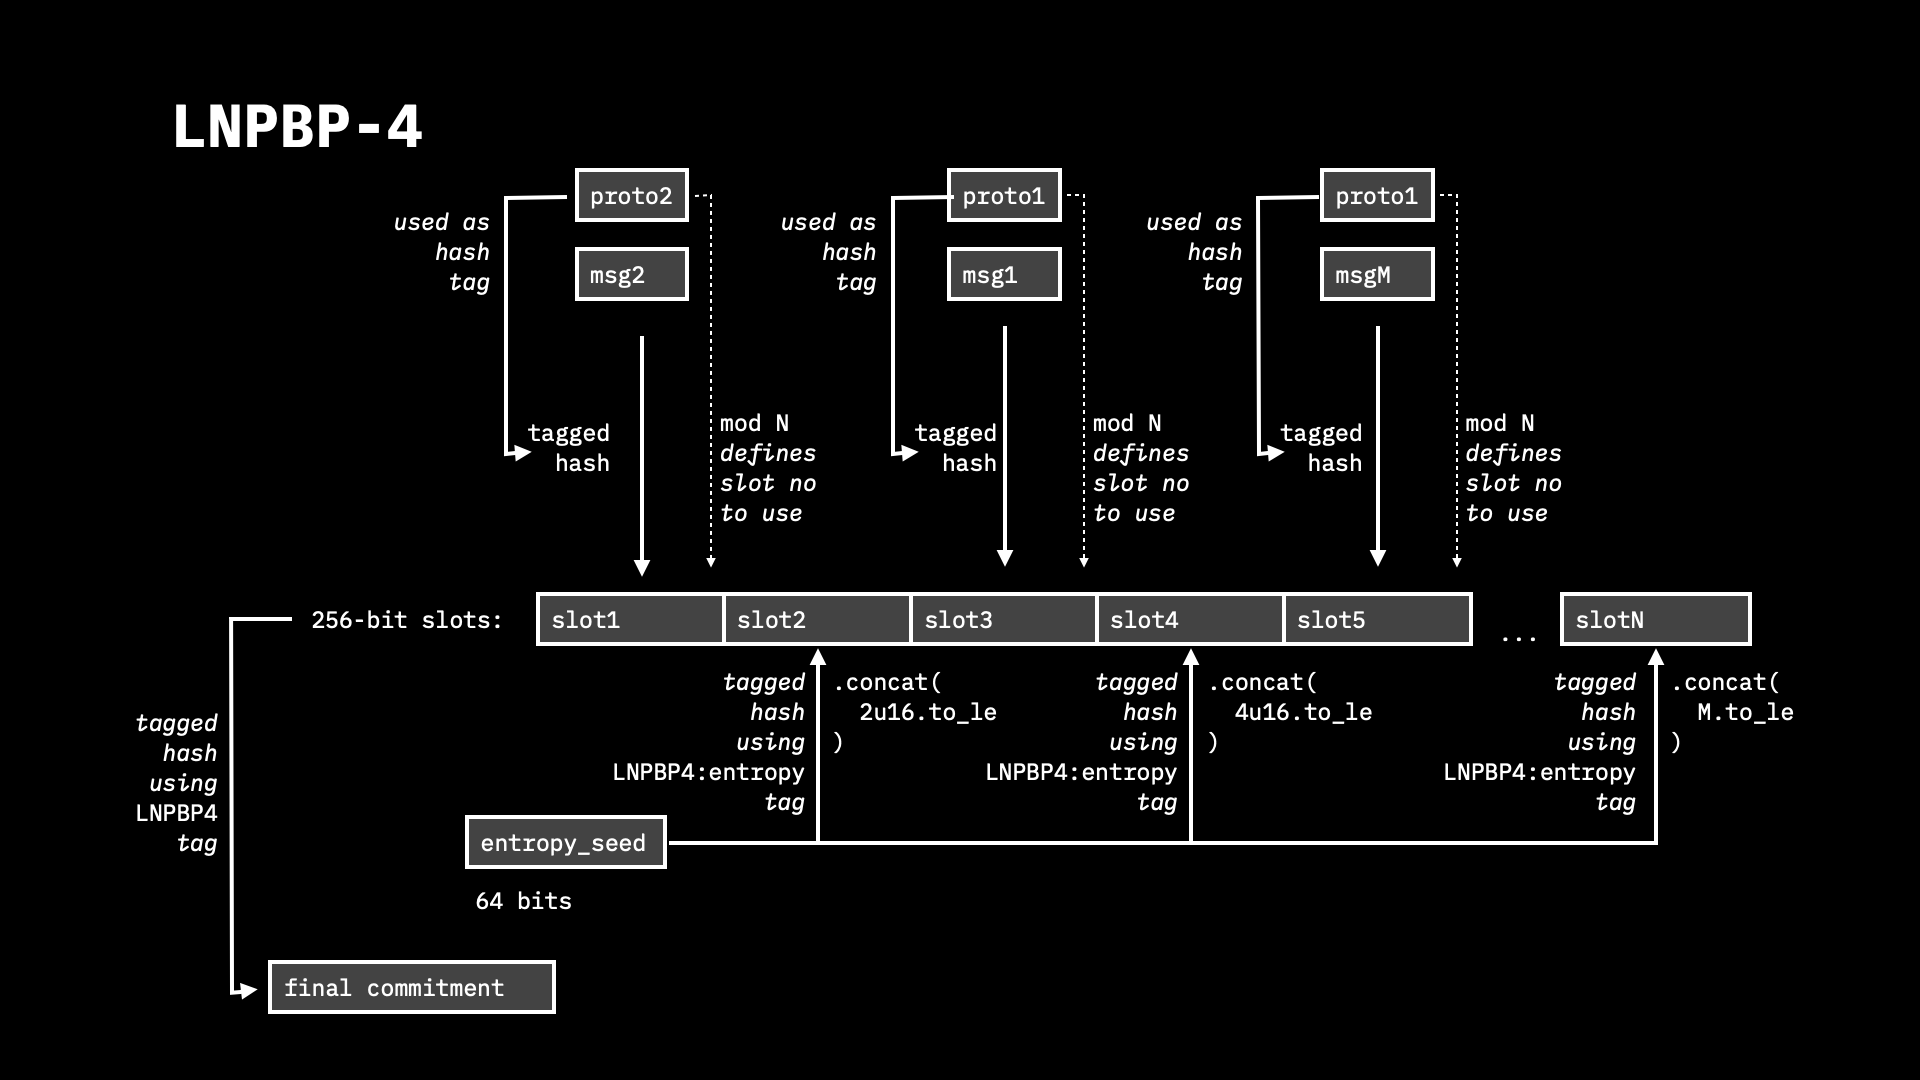 LNPBP-4
proto2
proto1
proto1
used as
hash
tag
used as
hash
tag
used as
hash
tag
msg2
msg1
msgM
tagged
hash
mod N
defines
slot no
to use
tagged
hash
mod N
defines
slot no
to use
tagged
hash
mod N
defines
slot no
to use
256-bit slots:
slot1
slot2
slot3
slot4
slot5
...
slotN
tagged
hash
using
LNPBP4:entropy
tag
.concat(
2u16.to_le
)
tagged
hash
using
LNPBP4:entropy
tag
.concat(
4u16.to_le
)
tagged
hash
using
LNPBP4:entropy
tag
.concat(
M.to_le
)
tagged
hash
using
LNPBP4
tag
entropy_seed
64 bits
final commitment